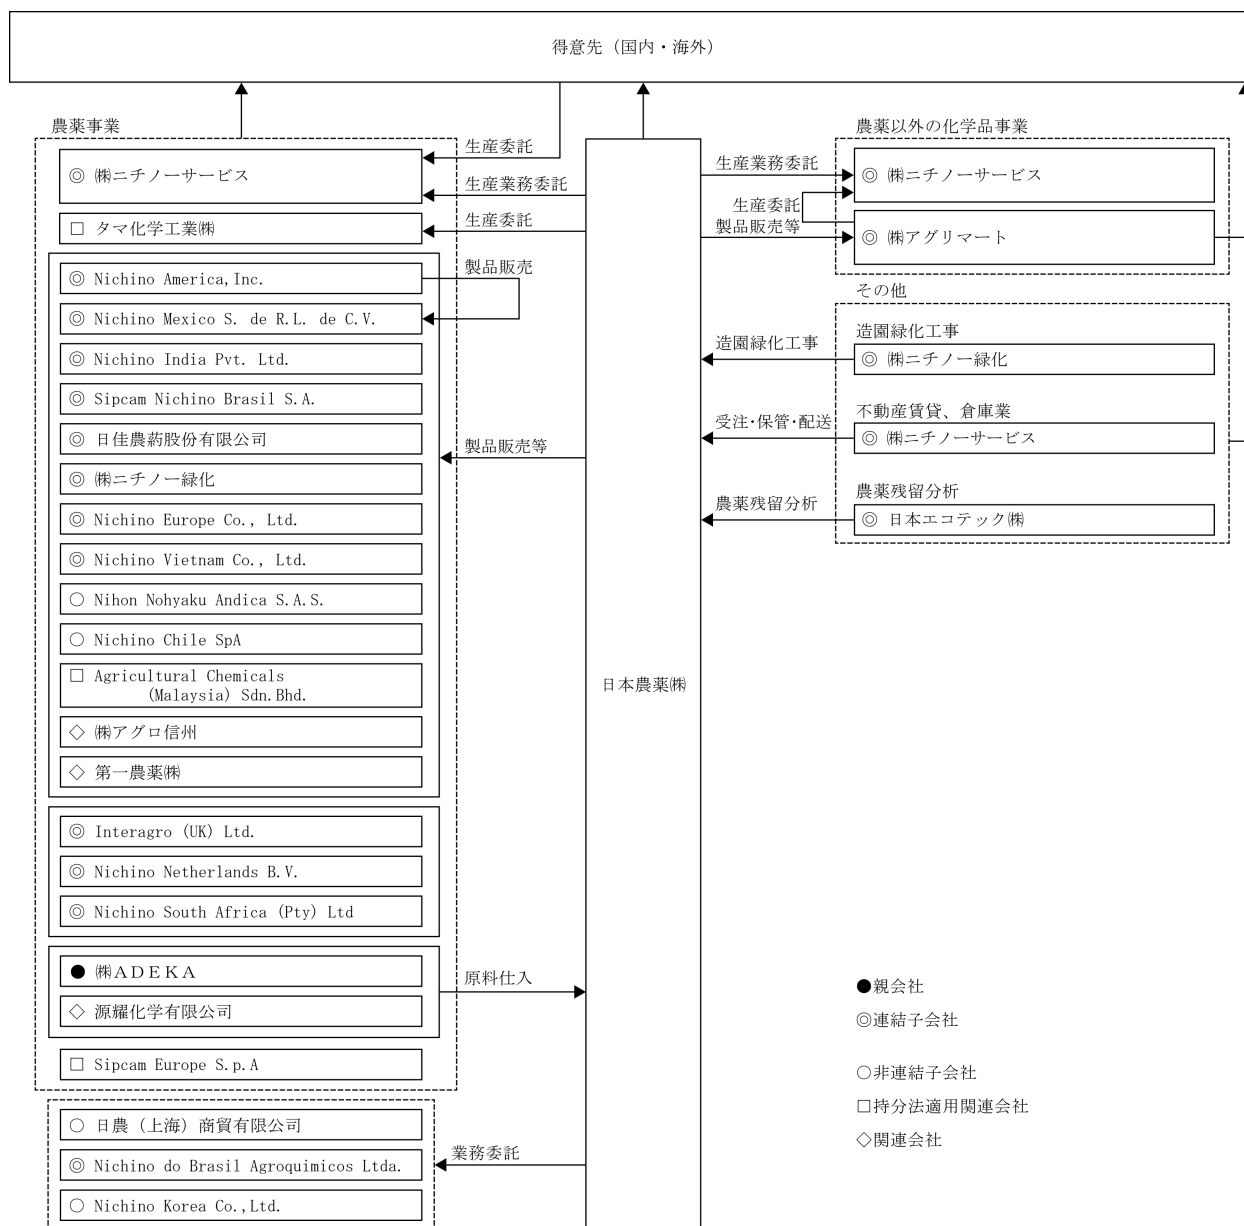 得意先（国内・海外）
農薬事業
◎ ㈱ニチノーサービス
□ タマ化学工業㈱
◎ Nichino America,Inc.
◎ Nichino Mexico S. de R.L. de C.V.
◎ Nichino India Pvt. Ltd.
◎ Sipcam Nichino Brasil S.A.
◎ 日佳農葯股份有限公司
◎ ㈱ニチノー緑化
◎ Nichino Europe Co., Ltd.
◎ Nichino Vietnam Co., Ltd.
○ Nihon Nohyaku Andica S.A.S.
○ Nichino Chile SpA
□ Agricultural Chemicals
(Malaysia) Sdn.Bhd.
◇ ㈱アグロ信州
◇ 第一農薬㈱
◎ Interagro (UK) Ltd.
◎ Nichino Netherlands B.V.
◎ Nichino South Africa (Pty) Ltd
● ㈱ＡＤＥＫＡ
◇ 源耀化学有限公司
□ Sipcam Europe S.p.A
○ 日農（上海）商貿有限公司
◎ Nichino do Brasil Agroquimicos Ltda.
○ Nichino Korea Co.,Ltd.
生産委託
生産業務委託
生産委託
製品販売
製品販売等
原料仕入
業務委託
日本農薬㈱
生産業務委託
生産委託
製品販売等
造園緑化工事
受注・保管・配送
農薬残留分析
農薬以外の化学品事業
◎ ㈱ニチノーサービス
◎ ㈱アグリマート
その他
造園緑化工事
◎ ㈱ニチノー緑化
不動産賃貸、倉庫業
◎ ㈱ニチノーサービス
農薬残留分析
◎ 日本エコテック㈱
●親会社
◎連結子会社
○非連結子会社
□持分法適用関連会社
◇関連会社